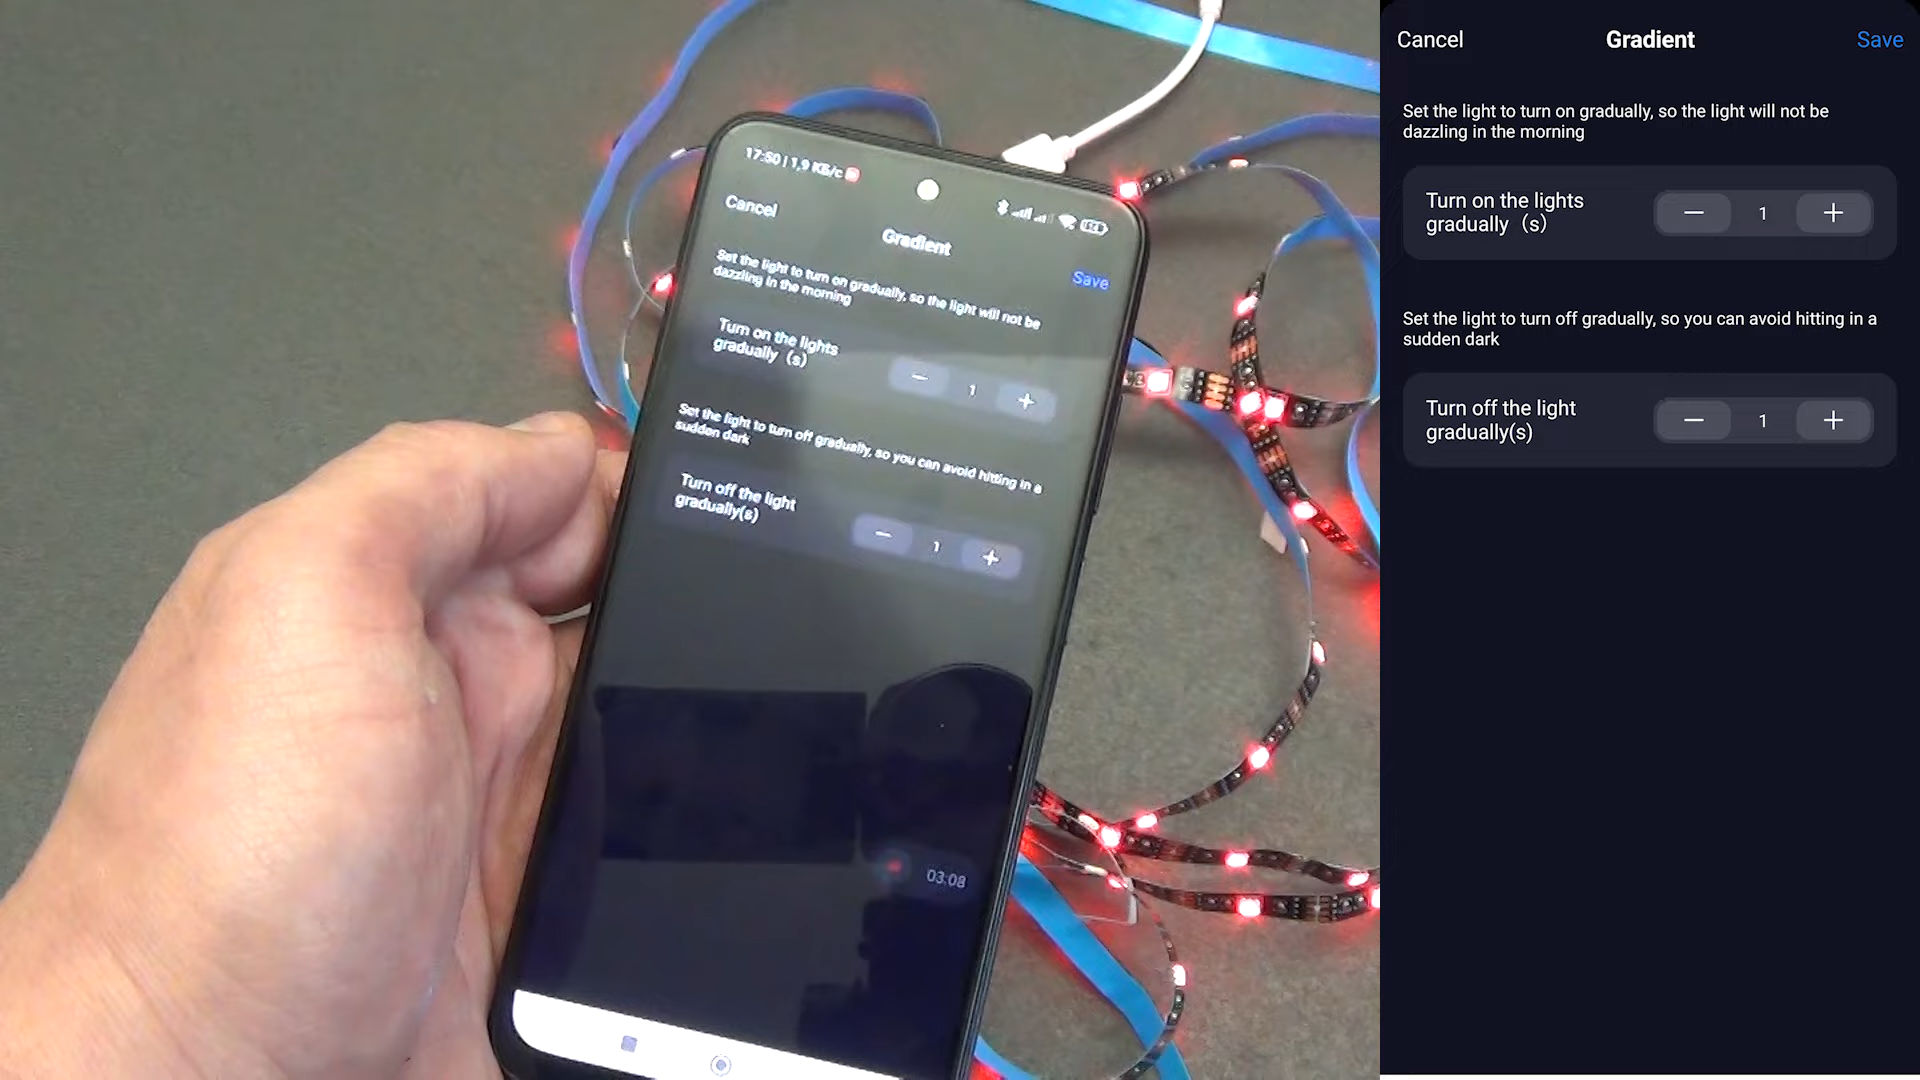 17:50 | 1,9 КБ/с
Cancel
Gradient
Save
Set the light to turn on gradually, so the light will not be
dazzling in the morning
Turn on the lights
gradually（s）
1
Set the light to turn off gradually, so you can avoid hitting in a
sudden dark
Turn off the light
gradually(s)
1
03:08
Cancel
Gradient
Save
Set the light to turn on gradually, so the light will not be
dazzling in the morning
Turn on the lights
gradually（s）
1
Set the light to turn off gradually, so you can avoid hitting in a
sudden dark
Turn off the light
gradually(s)
1